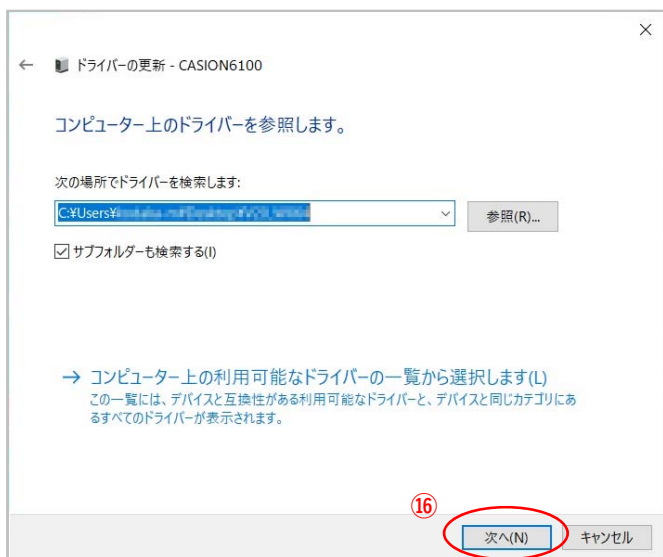 ドライバーの更新 - CASION6100
コンピューター上のドライバーを参照します。
次の場所でドライバーを検索します:
C:¥Users¥
参照(R)...
サブフォルダーも検索する(I)
コンピューター上の利用可能なドライバーの一覧から選択します(L)
この一覧には、デバイスと互換性がある利用可能なドライバーと、デバイスと同じカテゴリにあ
るすべてのドライバーが表示されます。
⑯
次へ(N)
キャンセル